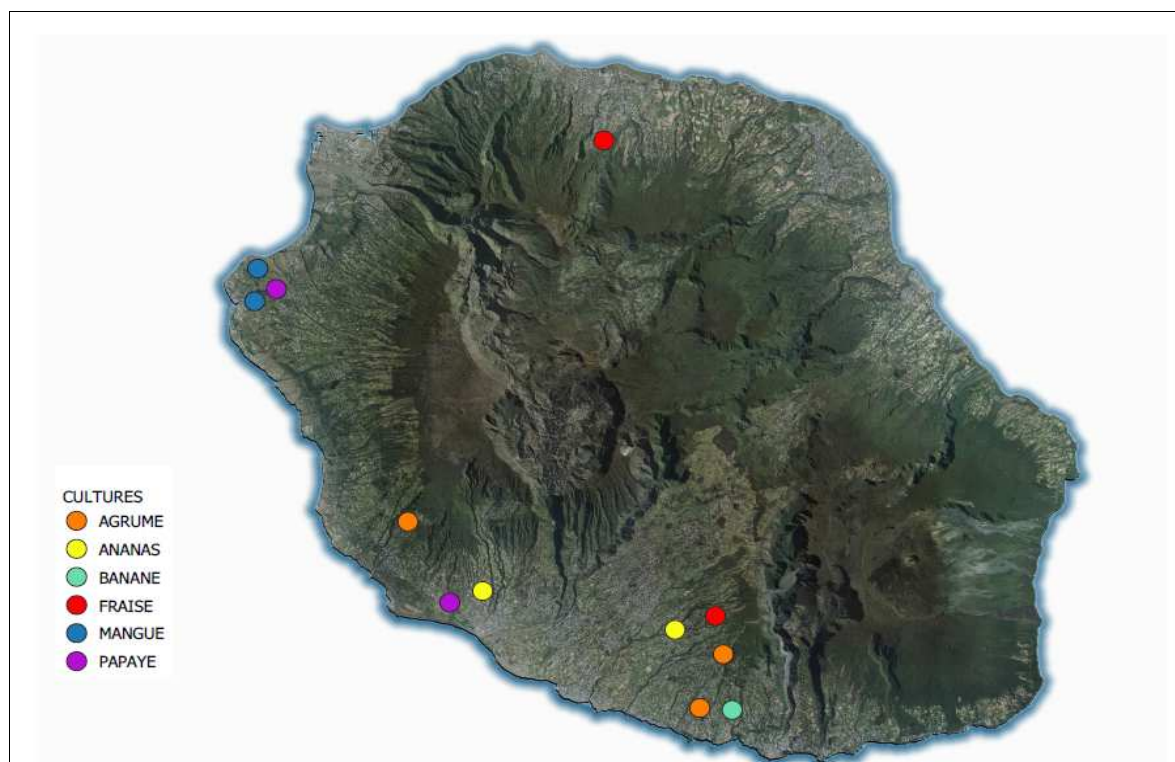 CULTURES
AGRUME
ANANAS
BANANE
FRAISE
MANGUE
PAPAYE